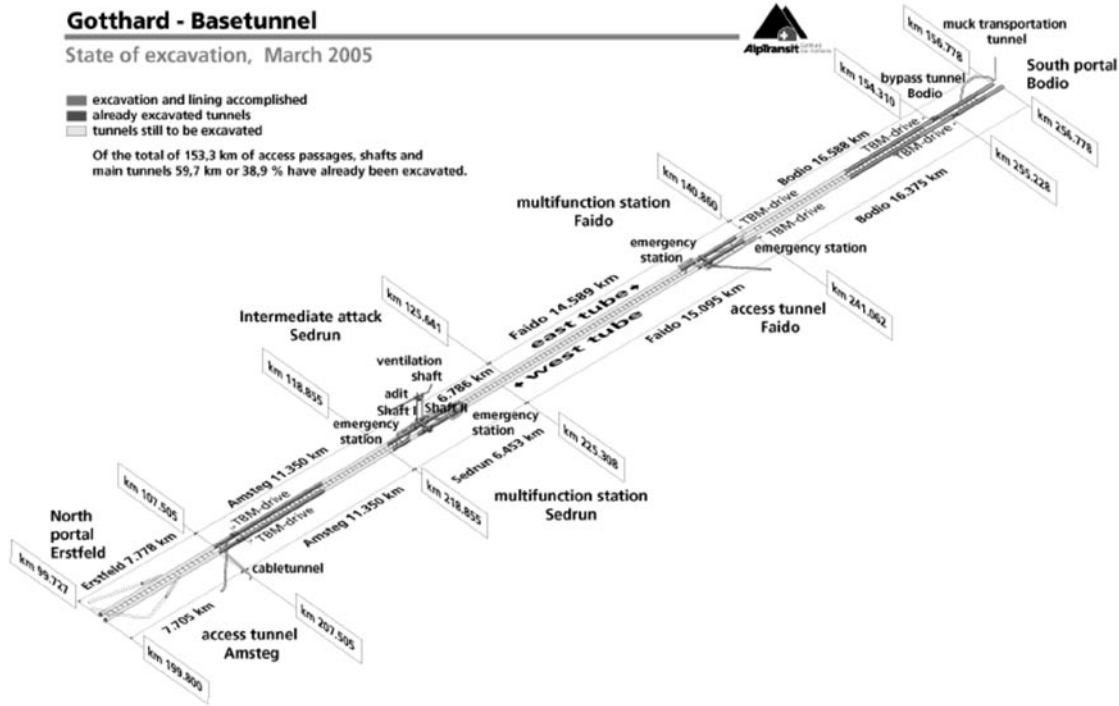 Gotthard - Basetunnel
State of excavation, March 2005
AlpTransit
excavation and lining accomplished
already excavated tunnels
tunnels still to be excavated
Of the total of 153,3 km of access passages, shafts and
main tunnels 59,7 km or 38,9 % have already been excavated.
km 156.778
muck transportation
tunnel
South portal
Bodio
km 154.310
bypass tunnel
Bodio
km 256.778
Bodio 16.588 km
TBM-drive
TBM-drive
km 255.228
km 140.860
Bodio 16.375 km
multifunction station
Faido
TBM-drive
TBM-drive
emergency
station
emergency station
km 241.062
access tunnel
Faido
km 125.641
Faido 14.589 km
east tube
west tube
Faido 15.095 km
Intermediate attack
Sedrun
km 118.855
ventilation
shaft
6.786 km
adit
Shaft I
Shaft II
emergency
station
emergency
station
km 225.308
Sedrun 6.453 km
multifunction station
Sedrun
km 218.855
Amsteg 11.350 km
km 107.505
TBM-drive
TBM-drive
Amsteg 11.350 km
North
portal
Erstfeld
Erstfeld 7.778 km
km 99.727
cabletunnel
7.705 km
km 207.505
access tunnel
Amsteg
km 199.800